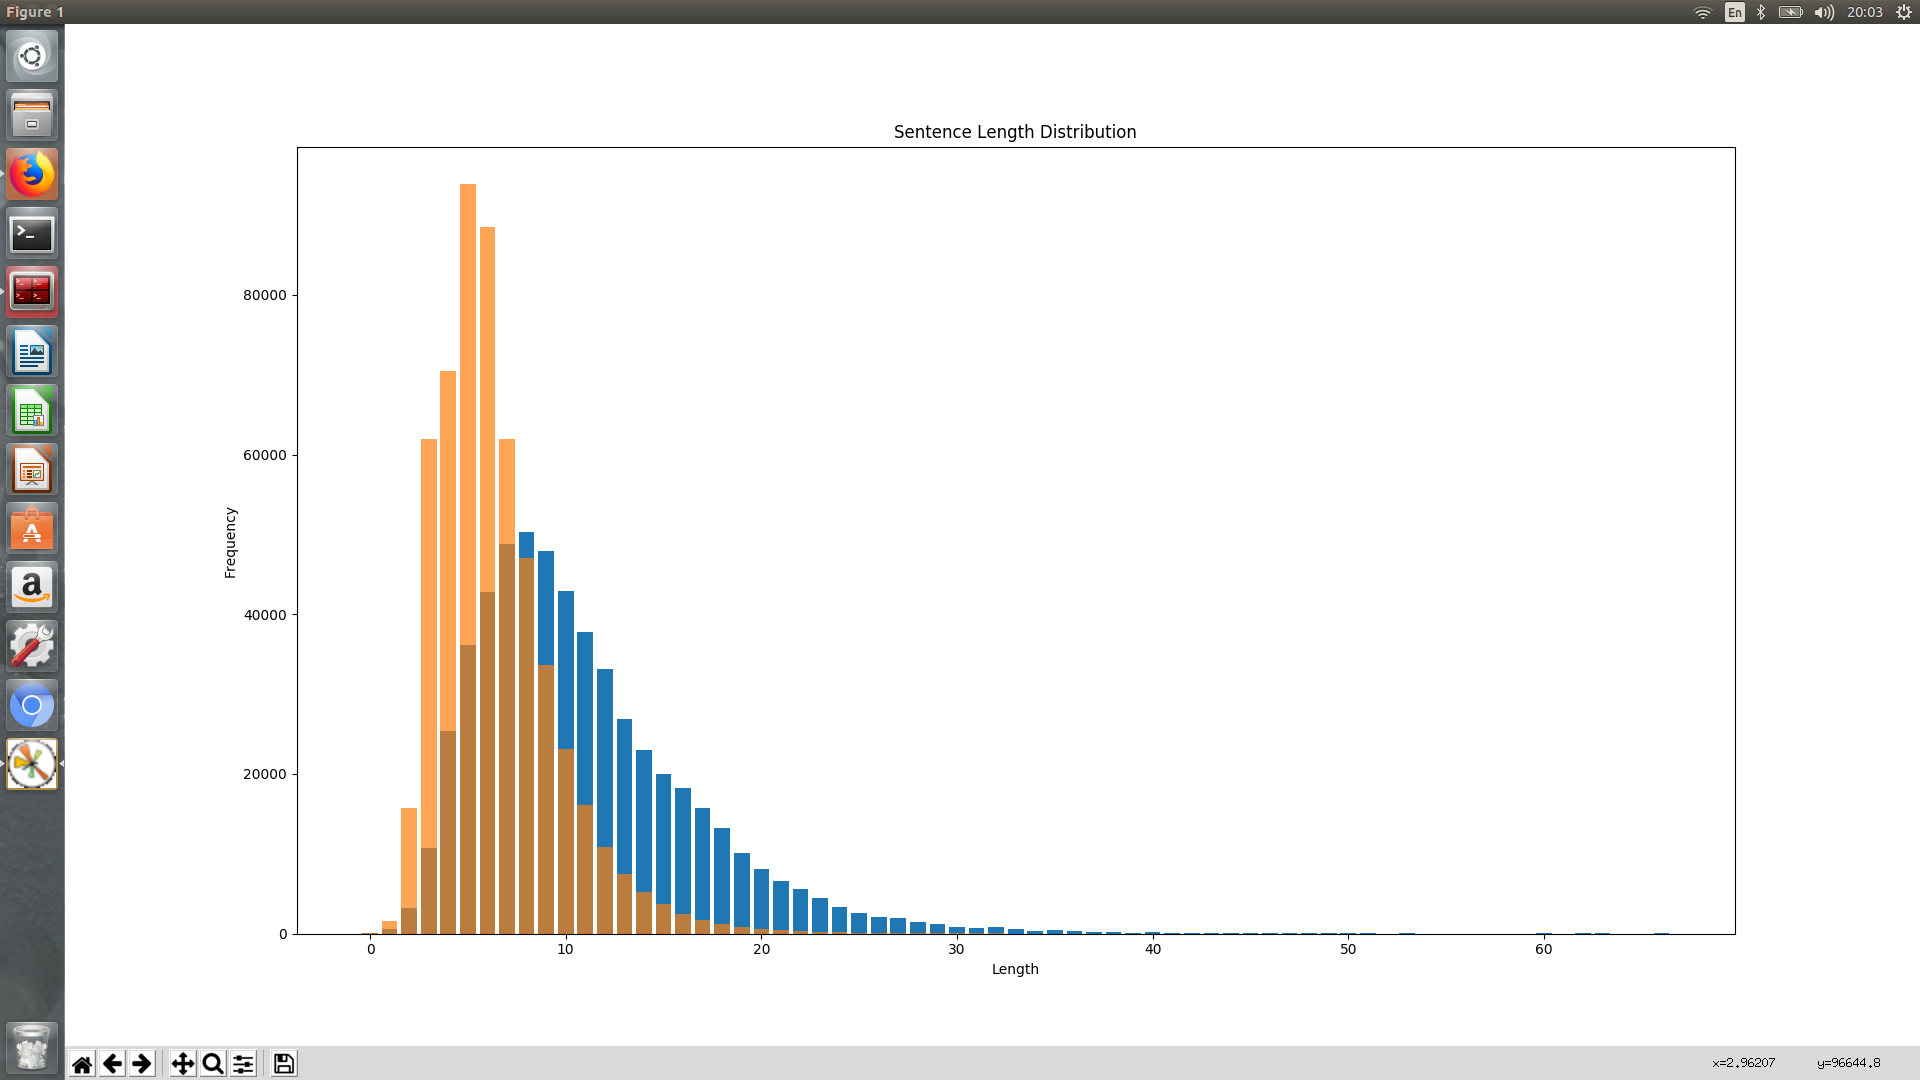 Figure 1
En
20:03
Sentence Length Distribution
80000
60000
40000
20000
0
Frequency
0 10 20 30 40 50 60
Length
x=2.96207 y=96644.8